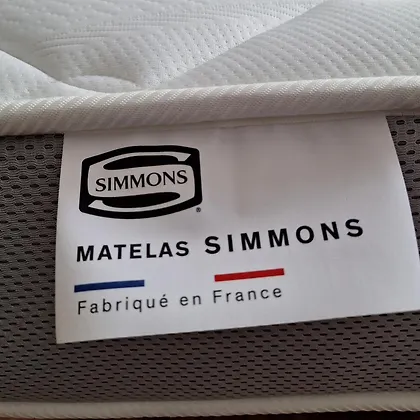 SIMMONS
MATELAS SIMMONS
Fabriqué en France